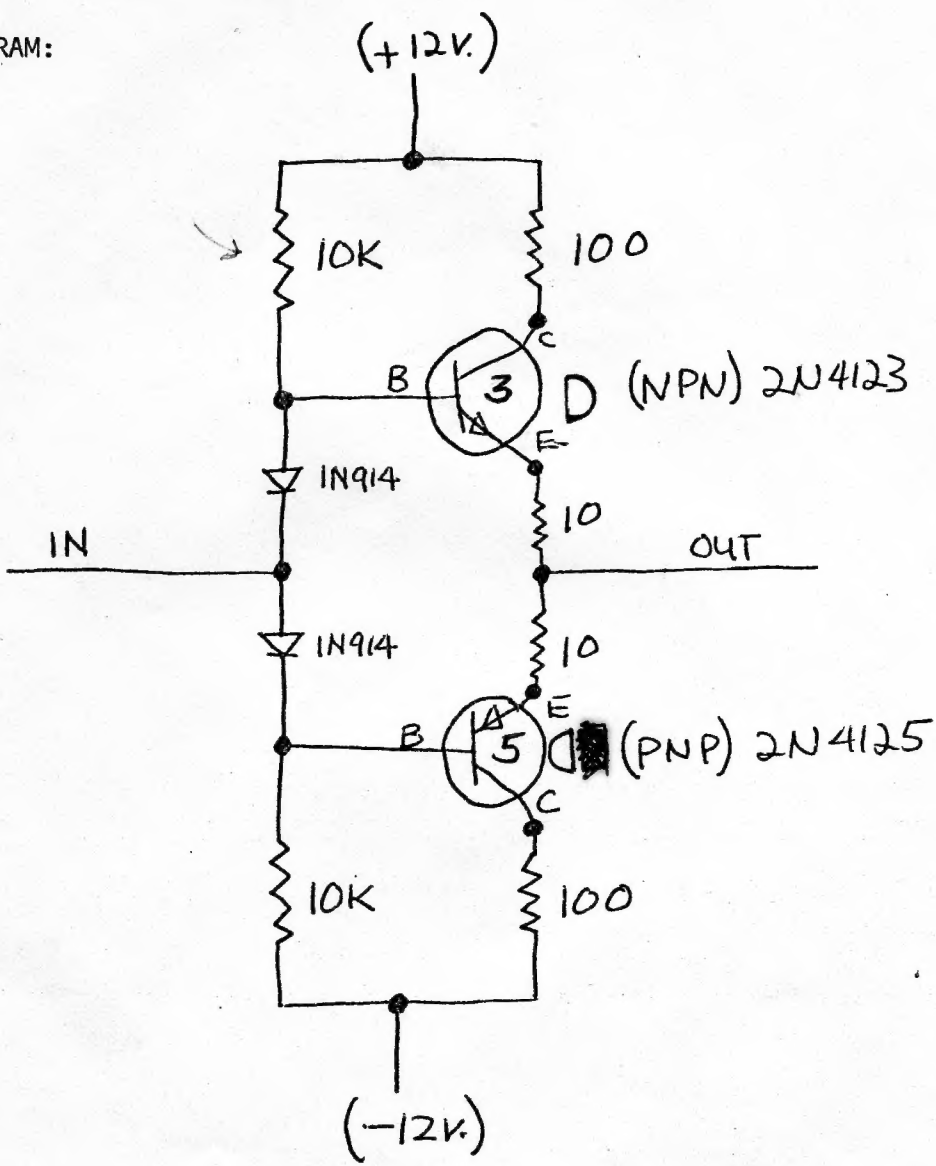 RAM:
(+12V.)
10K
100
C
B
3
D (NPN) 2N4123
E
1N914
10
IN
OUT
1N914
10
E
B
5
(PNP) 2N4125
C
10K
100
(-12V.)